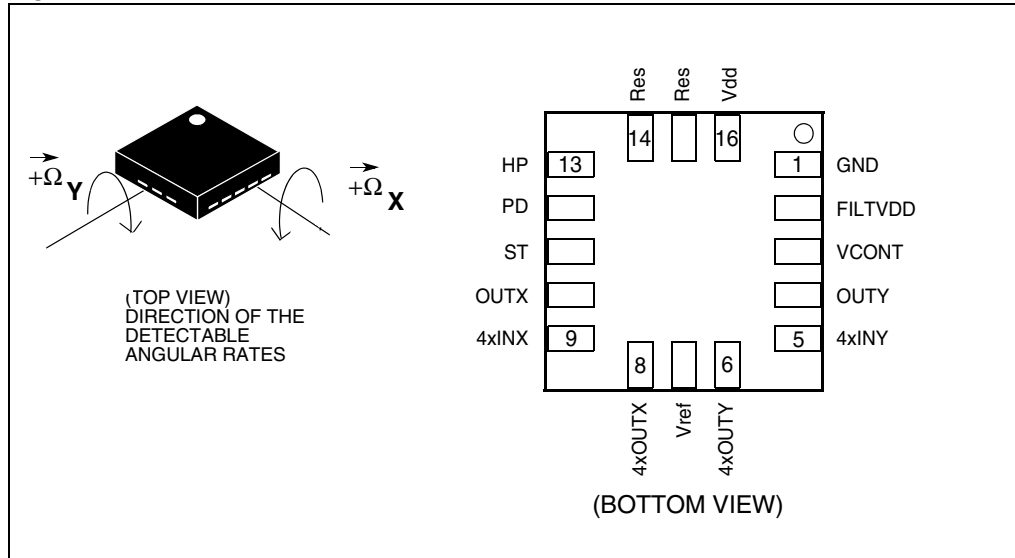 +Ω Y
+Ω X
(TOP VIEW)
DIRECTION OF THE
DETECTABLE
ANGULAR RATES
Res
Res
Vdd
14
16
HP
13
1
GND
PD
FILTVDD
ST
VCONT
OUTX
OUTY
4xINX
9
5
4xINY
8
6
4xOUTX
Vref
4xOUTY
(BOTTOM VIEW)